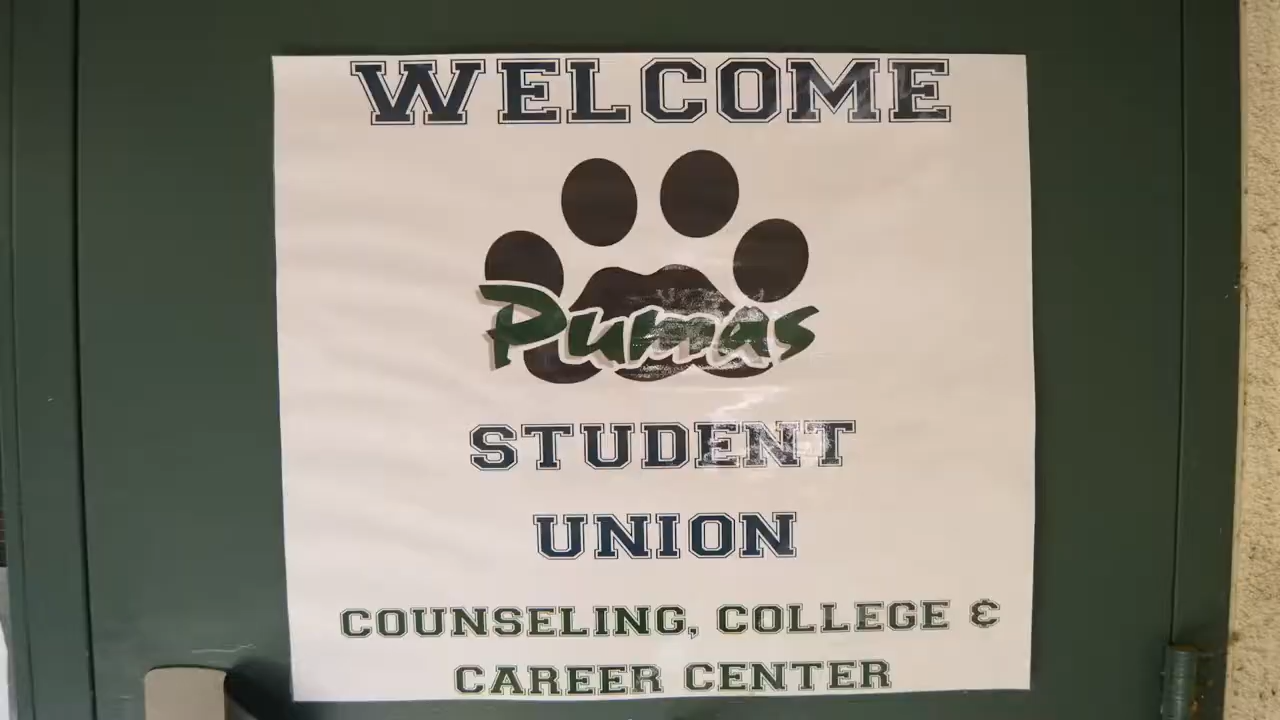 WELCOME
Pumas
STUDENT
UNION
COUNSELING, COLLEGE &
CAREER CENTER